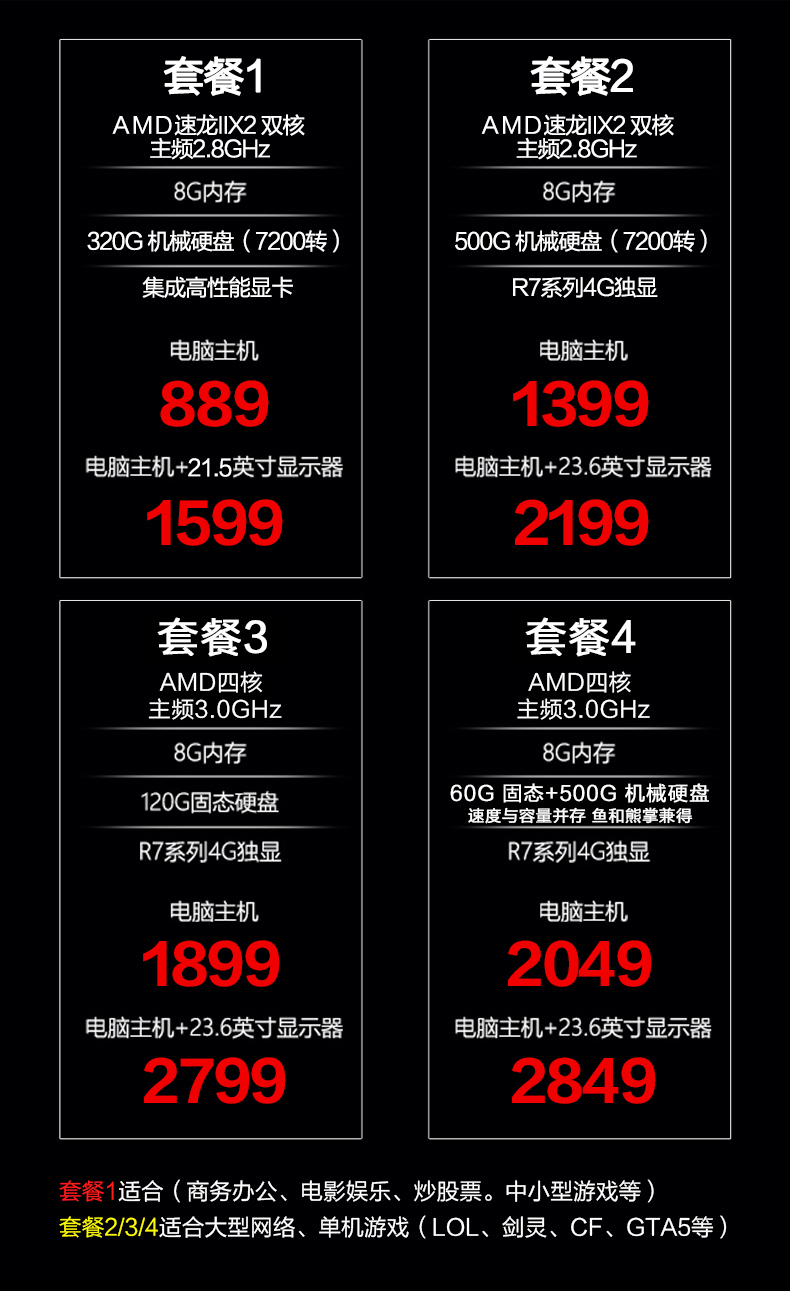 套餐1
AMD速龙IIX2 双核
主频2.8GHz
8G内存
320G 机械硬盘（7200转）
集成高性能显卡
电脑主机
889
电脑主机+21.5英寸显示器
1599
套餐2
AMD速龙IIX2 双核
主频2.8GHz
8G内存
500G 机械硬盘（7200转）
R7系列4G独显
电脑主机
1399
电脑主机+23.6英寸显示器
2199
套餐3
AMD四核
主频3.0GHz
8G内存
120G固态硬盘
R7系列4G独显
电脑主机
1899
电脑主机+23.6英寸显示器
2799
套餐4
AMD四核
主频3.0GHz
8G内存
60G 固态+500G 机械硬盘
速度与容量并存 鱼和熊掌兼得
R7系列4G独显
电脑主机
2049
电脑主机+23.6英寸显示器
2849
套餐1适合（商务办公、电影娱乐、炒股票。中小型游戏等）
套餐2/3/4适合大型网络、单机游戏（LOL、剑灵、CF、GTA5等）